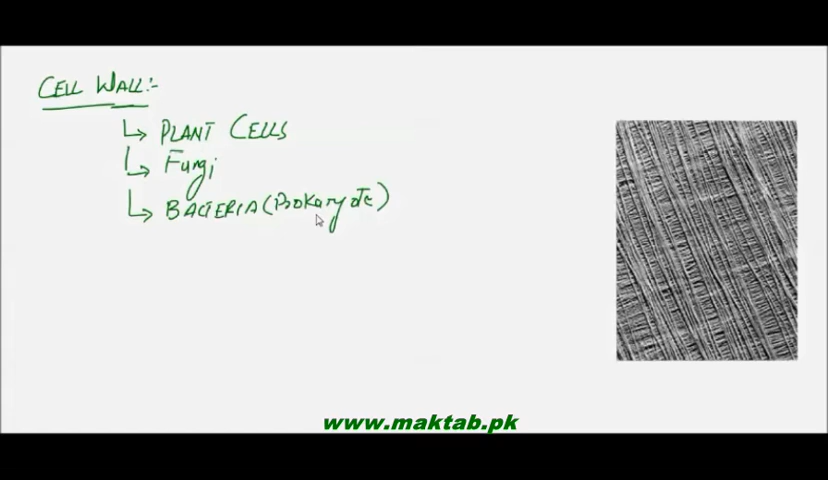 CELL WALL:-
↳ PLANT CELLS
↳ Fungi
↳ BACTERIA (Prokaryote)
www.maktab.pk